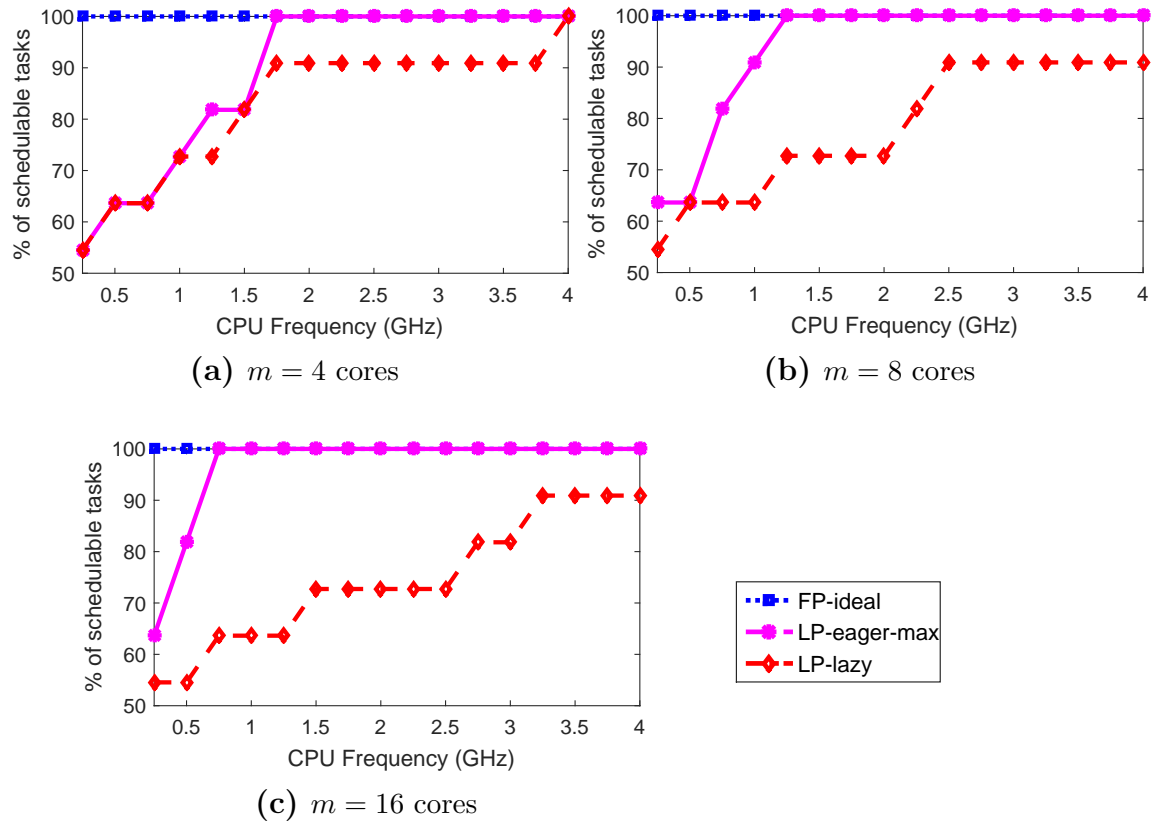 100
90
80
70
60
50
% of schedulable tasks
0.5 1 1.5 2 2.5 3 3.5 4
CPU Frequency (GHz)
(a) m = 4 cores
100
90
80
70
60
50
% of schedulable tasks
0.5 1 1.5 2 2.5 3 3.5 4
CPU Frequency (GHz)
(b) m = 8 cores
100
90
80
70
60
50
% of schedulable tasks
0.5 1 1.5 2 2.5 3 3.5 4
CPU Frequency (GHz)
(c) m = 16 cores
FP-ideal
LP-eager-max
LP-lazy